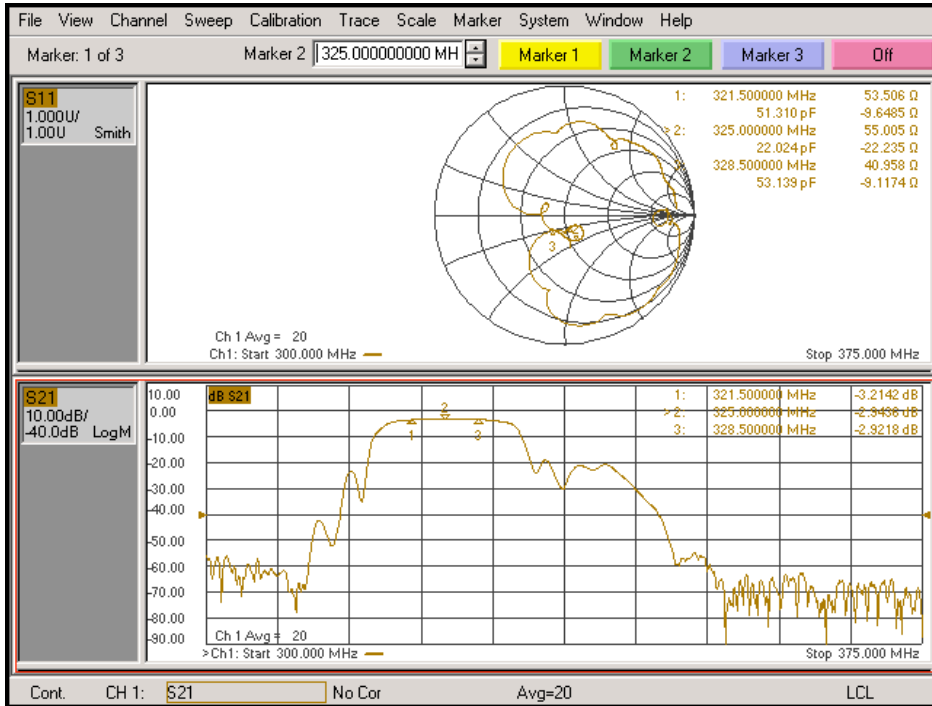 File View Channel Sweep Calibration Trace Scale Marker System Window Help
Marker: 1 of 3 Marker 2 325.000000000 MH Marker 1 Marker 2 Marker 3 Off
S11
1.000U/
1.00U Smith
1: 321.500000 MHz 53.506 Ω
51.310 pF -9.6485 Ω
> 2: 325.000000 MHz 55.005 Ω
22.024 pF -22.235 Ω
328.500000 MHz 40.958 Ω
53.139 pF -9.1174 Ω
2
3
Ch 1 Avg = 20
Ch1: Start 300.000 MHz
Stop 375.000 MHz
S21
10.00dB/
-40.0dB LogM
dB S21
10.00
0.00
-10.00
-20.00
-30.00
-40.00
-50.00
-60.00
-70.00
-80.00
-90.00
1: 321.500000 MHz -3.2142 dB
> 2: 325.000000 MHz -2.9438 dB
3: 328.500000 MHz -2.9218 dB
2
1 3
Ch 1 Avg = 20
>Ch1: Start 300.000 MHz
Stop 375.000 MHz
Cont. CH 1: S21 No Cor Avg=20 LCL